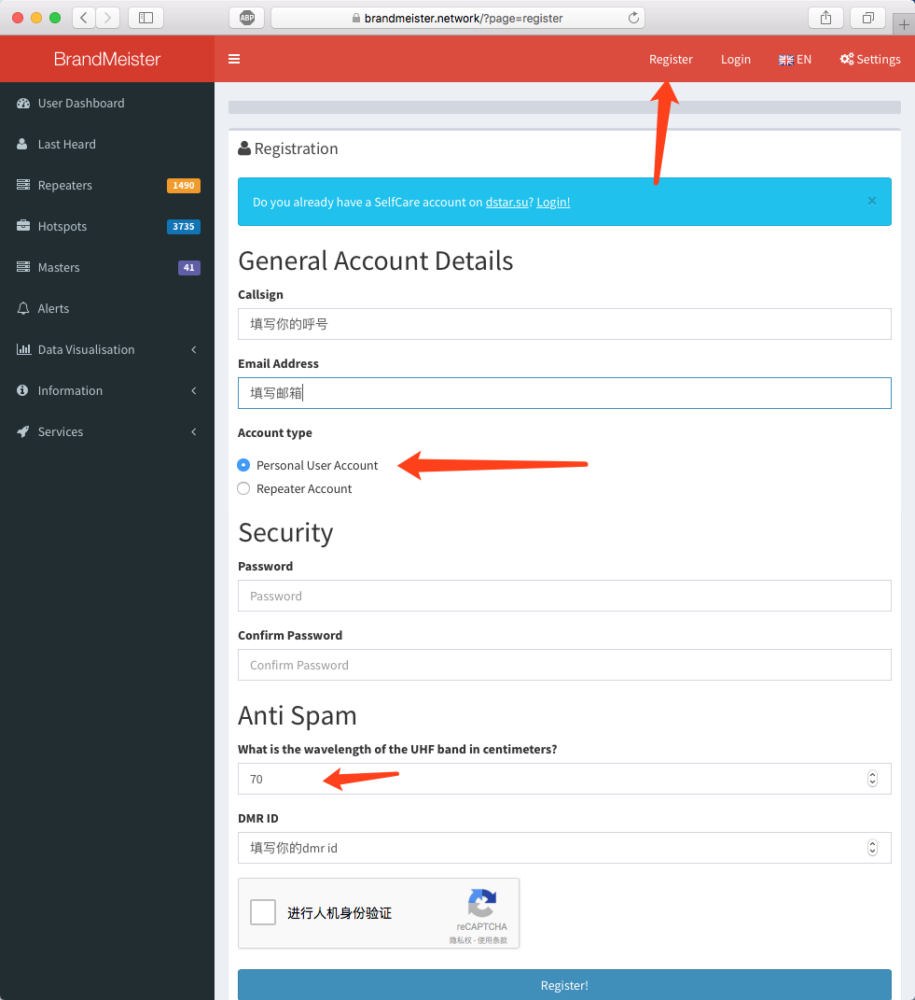 ABP
brandmeister.network/?page=register
BrandMeister
Register
Login
EN
Settings
User Dashboard
Last Heard
Repeaters
1490
Hotspots
3735
Masters
41
Alerts
Data Visualisation
Information
Services
Registration
Do you already have a SelfCare account on dstar.su? Login!
×
General Account Details
Callsign
填写你的呼号
Email Address
填写邮箱
Account type
Personal User Account
Repeater Account
Security
Password
Password
Confirm Password
Confirm Password
Anti Spam
What is the wavelength of the UHF band in centimeters?
70
DMR ID
填写你的dmr id
进行人机身份验证
reCAPTCHA
隐私权 - 使用条款
Register!